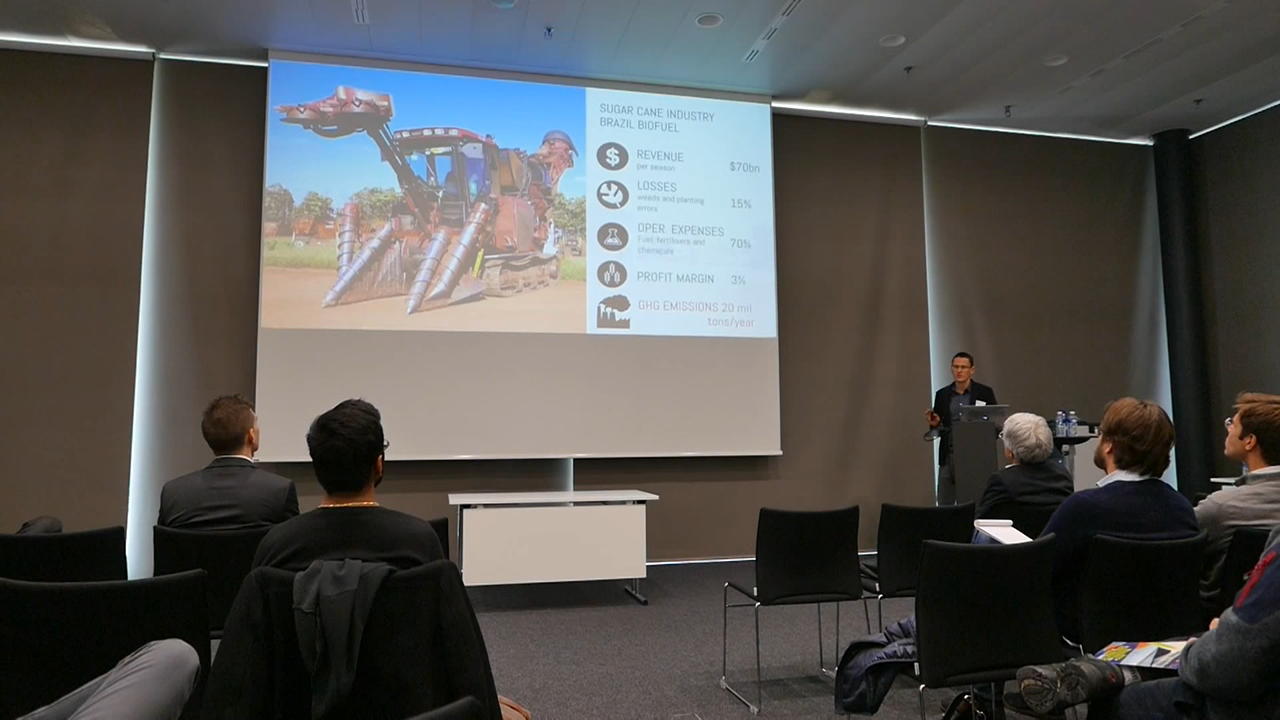 SUGAR CANE INDUSTRY
BRAZIL BIOFUEL
$
REVENUE
per season
$70bn
LOSSES
weeds and planting
errors
15%
OPER. EXPENSES
Fuel, fertilisers and
chemicals
70%
PROFIT MARGIN 3%
GHG EMISSIONS 20 mil
tons/year